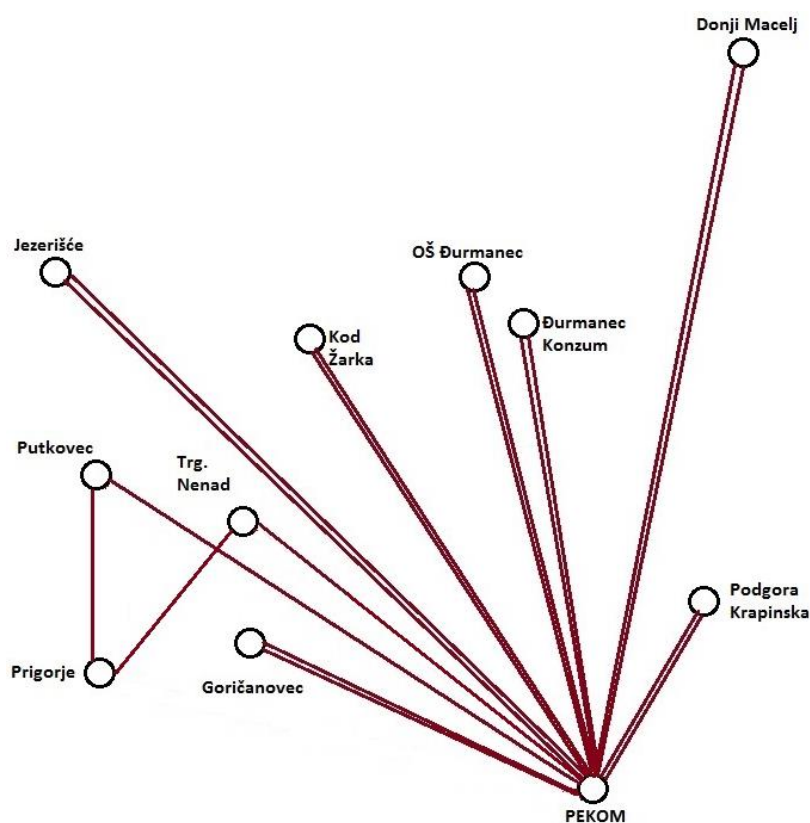 Donji Macelj
Jezerišće
OŠ Đurmanec
Kod
Žarka
Đurmanec
Konzum
Putkovec
Trg.
Nenad
Podgora
Krapinska
Prigorje
Goričanovec
PEKOM